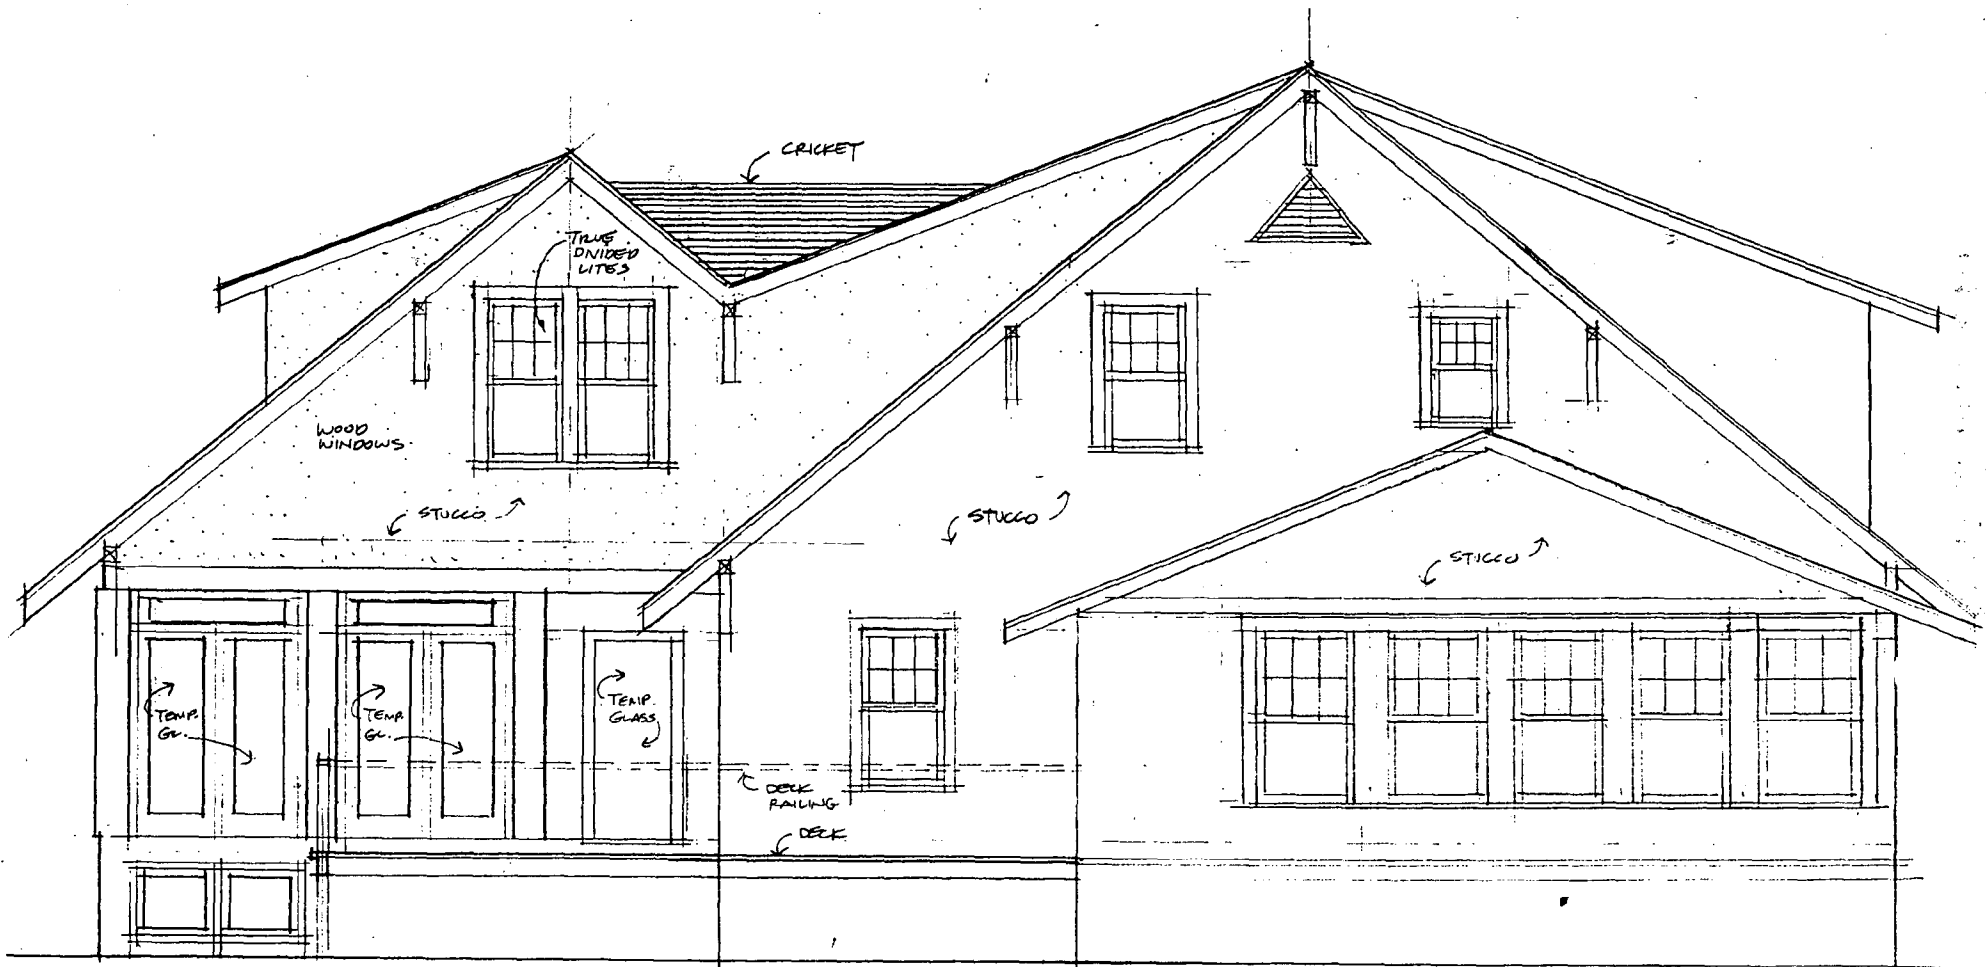 CRICKET
TRUE
DIVIDED
LITES
WOOD
WINDOWS
STUCCO
STUCCO
STUCCO
TEMP.
GL.
TEMP.
GL.
TEMP.
GLASS
DECK
RAILING
DECK